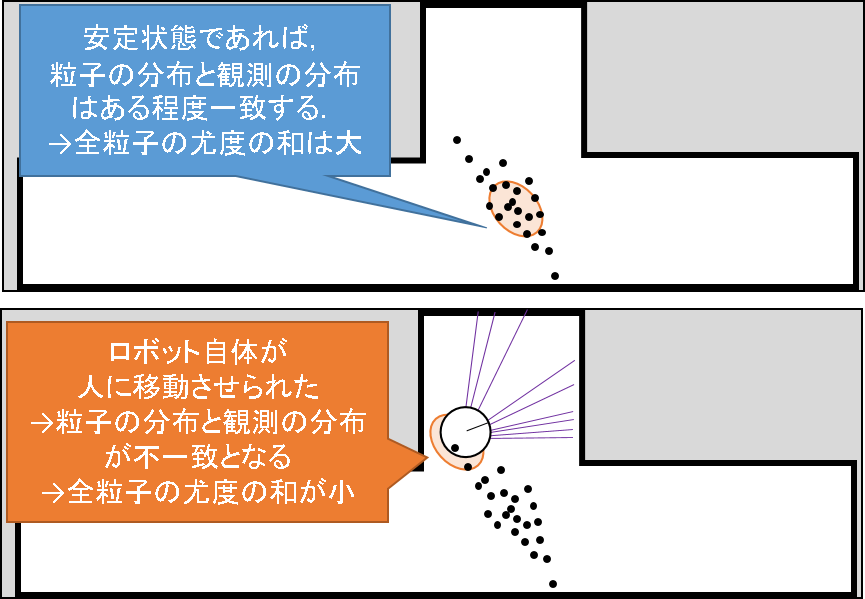 安定状態であれば,
粒子の分布と観測の分布
はある程度一致する.
→全粒子の尤度の和は大
ロボット自体が
人に移動させられた
→粒子の分布と観測の分布
が不一致となる
→全粒子の尤度の和が小